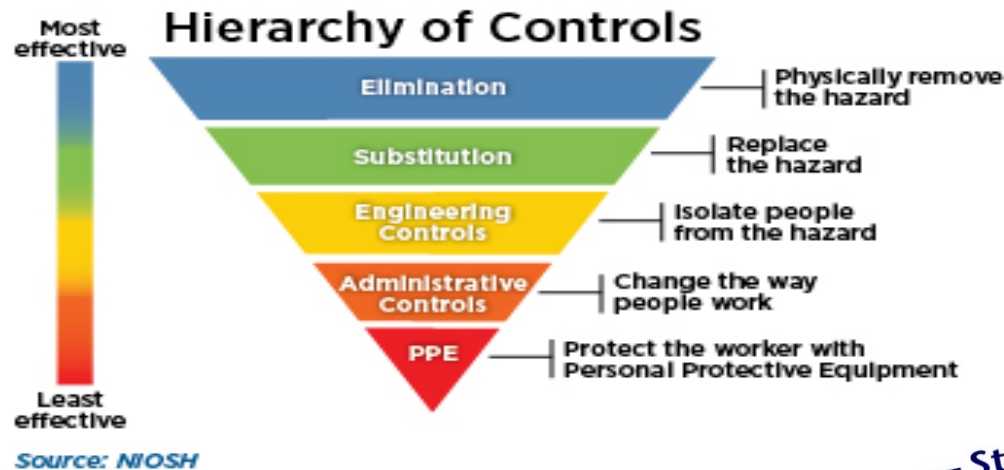 Hierarchy of Controls
Most
effective
Elimination
Physically remove
the hazard
Substitution
Replace
the hazard
Engineering
Controls
Isolate people
from the hazard
Administrative
Controls
Change the way
people work
PPE
Protect the worker with
Personal Protective Equipment
Least
effective
Source: NIOSH